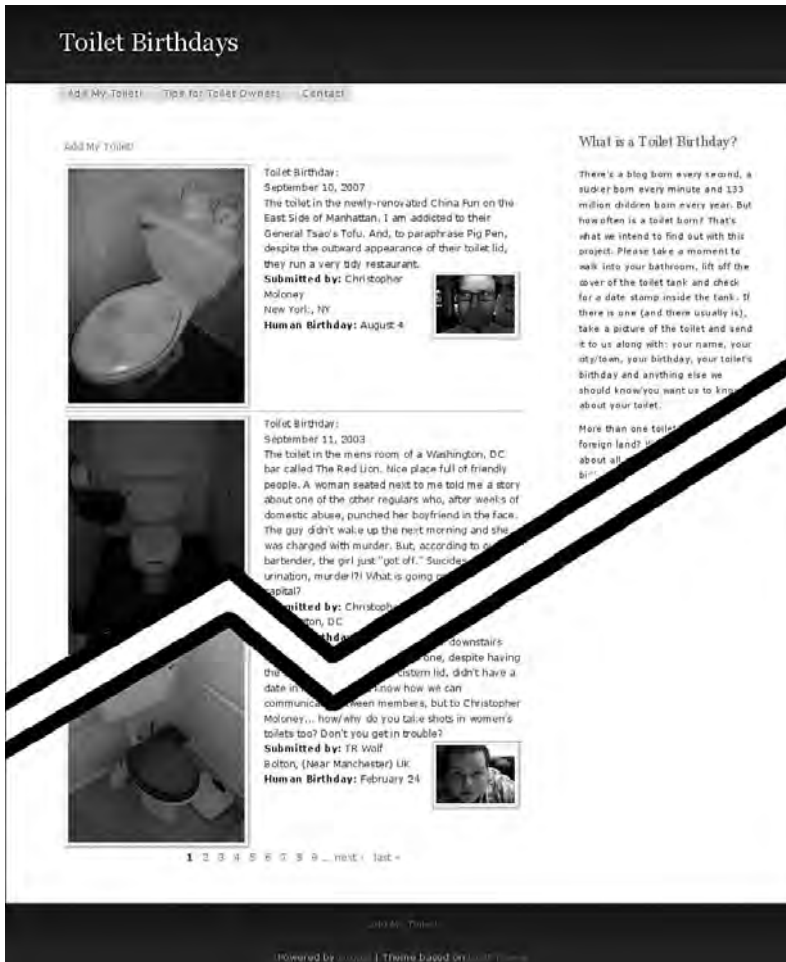 Toilet Birthdays
Add My Toilet! Tips for Toilet Owners Contact
Add My Toilet!
Toilet Birthday:
September 10, 2007
The toilet in the newly-renovated China Fun on the
East Side of Manhattan. I am addicted to their
General Tsao's Tofu. And, to paraphrase Pig Pen,
despite the outward appearance of their toilet lid,
they run a very tidy restaurant.
Submitted by: Christopher
Moloney
New York, NY
Human Birthday: August 4
Toilet Birthday:
September 11, 2003
The toilet in the mens room of a Washington, DC
bar called The Red Lion. Nice place full of friendly
people. A woman seated next to me told me a story
about one of the other regulars who, after weeks of
domestic abuse, punched her boyfriend in the face.
The guy didn't wake up the next morning and she
was charged with murder. But, according to
bartender, the girl just "got off." Suicides
urination, murder!?! What is going
capital?
by:
DC
downstairs
one, despite having
the cistern lid, didn't have a
date in know how we can
members, but to Christopher
Moloney... how/why do you take shots in women's
toilets too? Don't you get in trouble?
Submitted by: TR Wolf
Bolton, (Near Manchester) UK
Human Birthday: February 24
1 2 3 4 5 6 7 8 9 ... next › last »
What is a Toilet Birthday?
There's a blog born every second, a
sucker born every minute and 133
million children born every year. But
how often is a toilet born? That's
what we intend to find out with this
project. Please take a moment to
walk into your bathroom, lift off the
cover of the toilet tank and check
for a date stamp inside the tank. If
there is one (and there usually is),
take a picture of the toilet and send
it to us along with: your name, your
city/town, your birthday, your toilet's
birthday and anything else we
should know/you want us to
about your toilet.
More than one toilet
foreign land?
about all
Add My Toilet!
Powered by | Theme based on